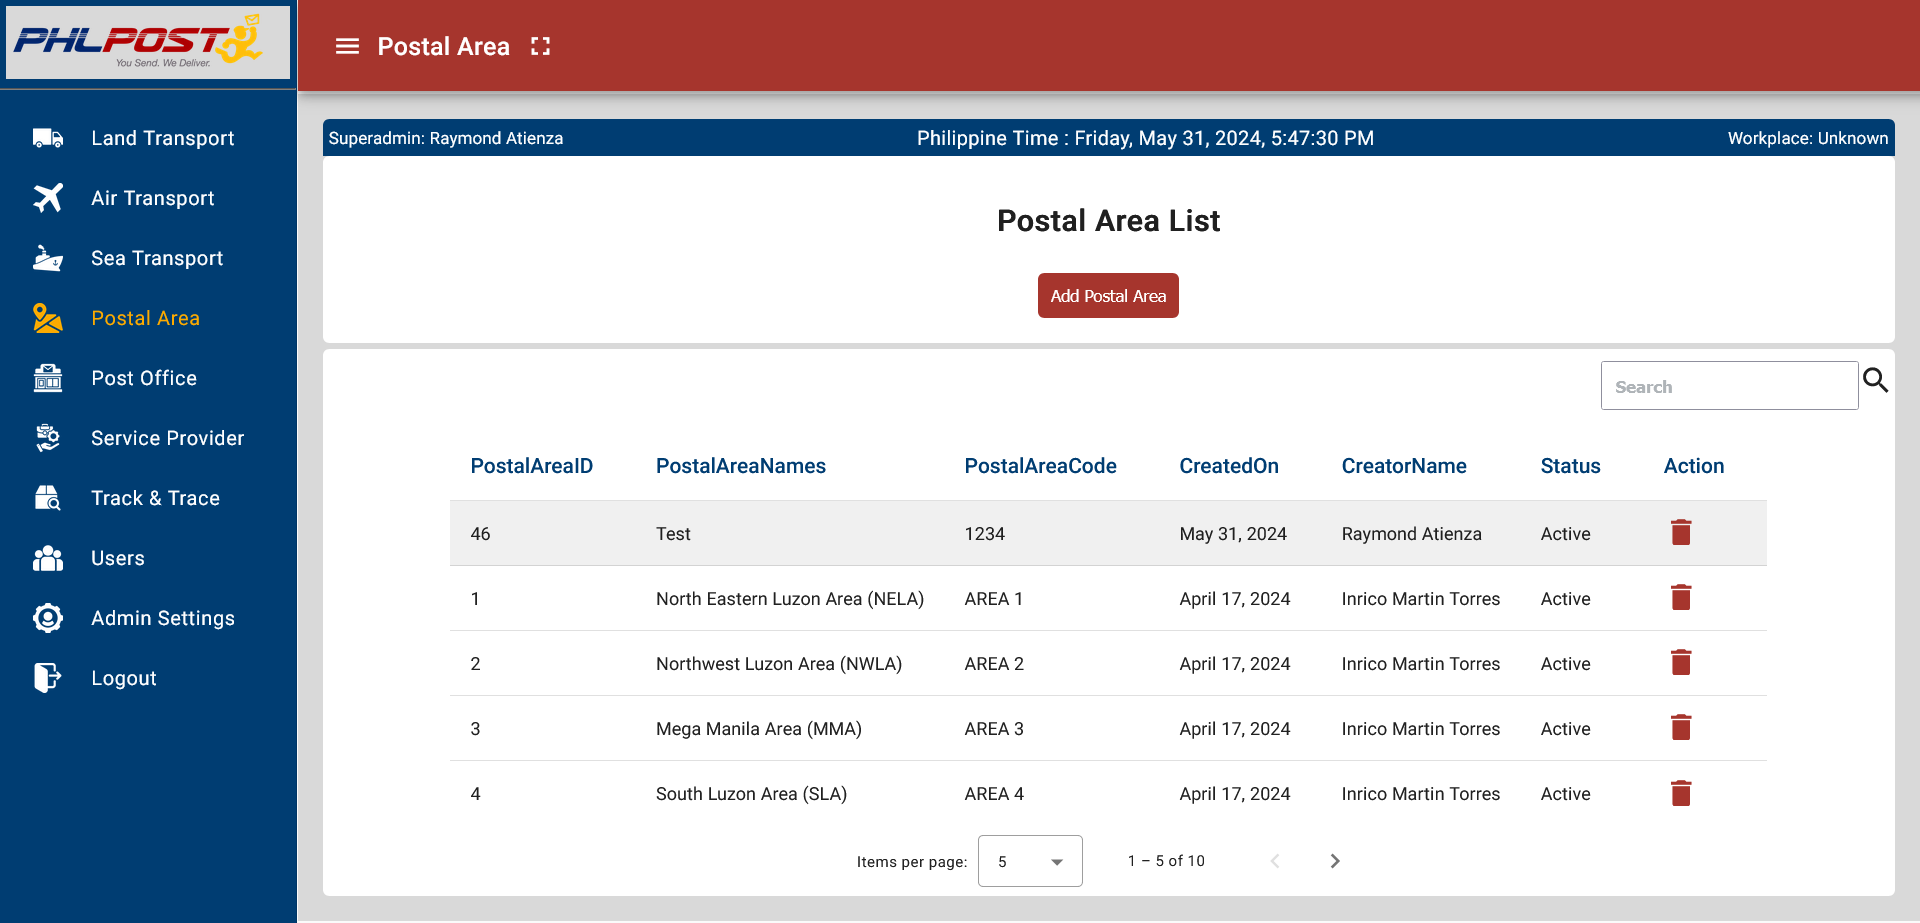 PHLPOST
You Send. We Deliver.
Postal Area
Land Transport
Air Transport
Sea Transport
Postal Area
Post Office
Service Provider
Track & Trace
Users
Admin Settings
Logout
Superadmin: Raymond Atienza Philippine Time : Friday, May 31, 2024, 5:47:30 PM Workplace: Unknown
Postal Area List
Add Postal Area
Search
PostalAreaID PostalAreaNames PostalAreaCode CreatedOn CreatorName Status Action
46 Test 1234 May 31, 2024 Raymond Atienza Active
1 North Eastern Luzon Area (NELA) AREA 1 April 17, 2024 Inrico Martin Torres Active
2 Northwest Luzon Area (NWLA) AREA 2 April 17, 2024 Inrico Martin Torres Active
3 Mega Manila Area (MMA) AREA 3 April 17, 2024 Inrico Martin Torres Active
4 South Luzon Area (SLA) AREA 4 April 17, 2024 Inrico Martin Torres Active
Items per page: 5 1 – 5 of 10